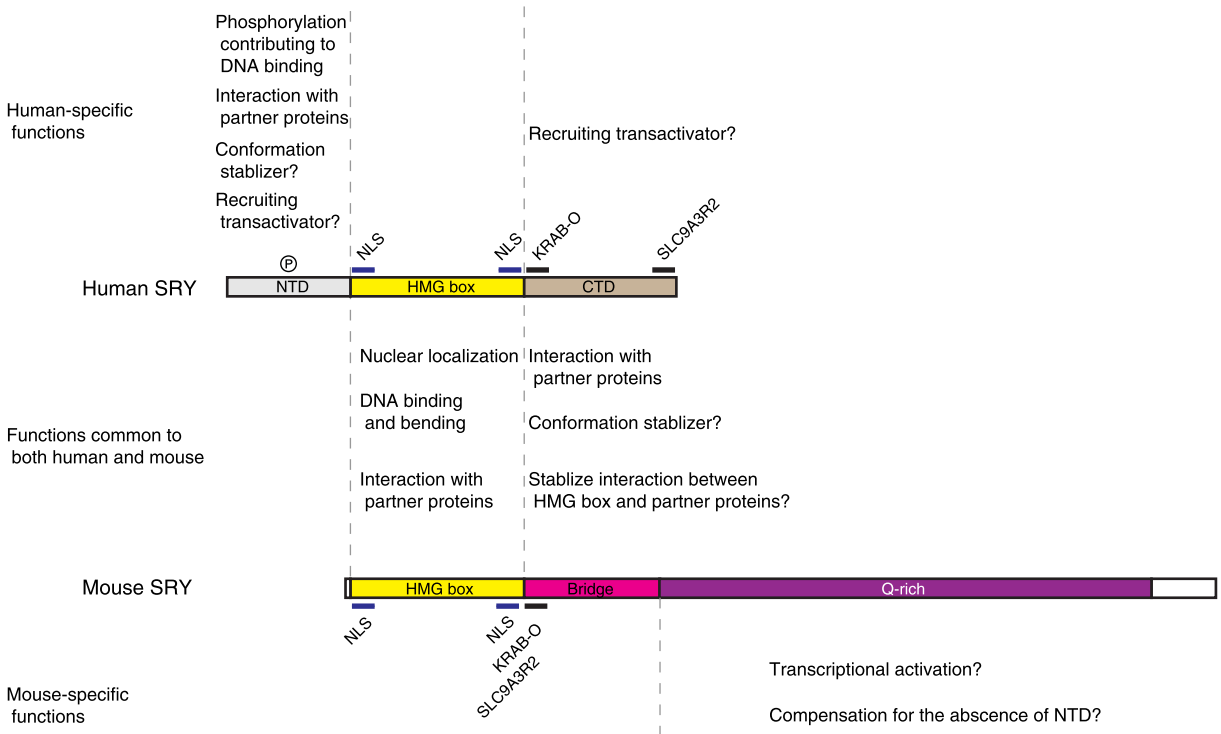 Phosphorylation
contributing to
DNA binding
Interaction with
partner proteins
Conformation
stablizer?
Recruiting
transactivator?
Human-specific
functions
Recruiting transactivator?
NLS
NLS
KRAB-O
SLC9A3R2
P
Human SRY
NTD
HMG box
CTD
Nuclear localization
DNA binding
and bending
Interaction with
partner proteins
Interaction with
partner proteins
Conformation stablizer?
Stablize interaction between
HMG box and partner proteins?
Functions common to
both human and mouse
Mouse SRY
HMG box
Bridge
Q-rich
NLS
NLS
KRAB-O
SLC9A3R2
Mouse-specific
functions
Transcriptional activation?
Compensation for the abscence of NTD?